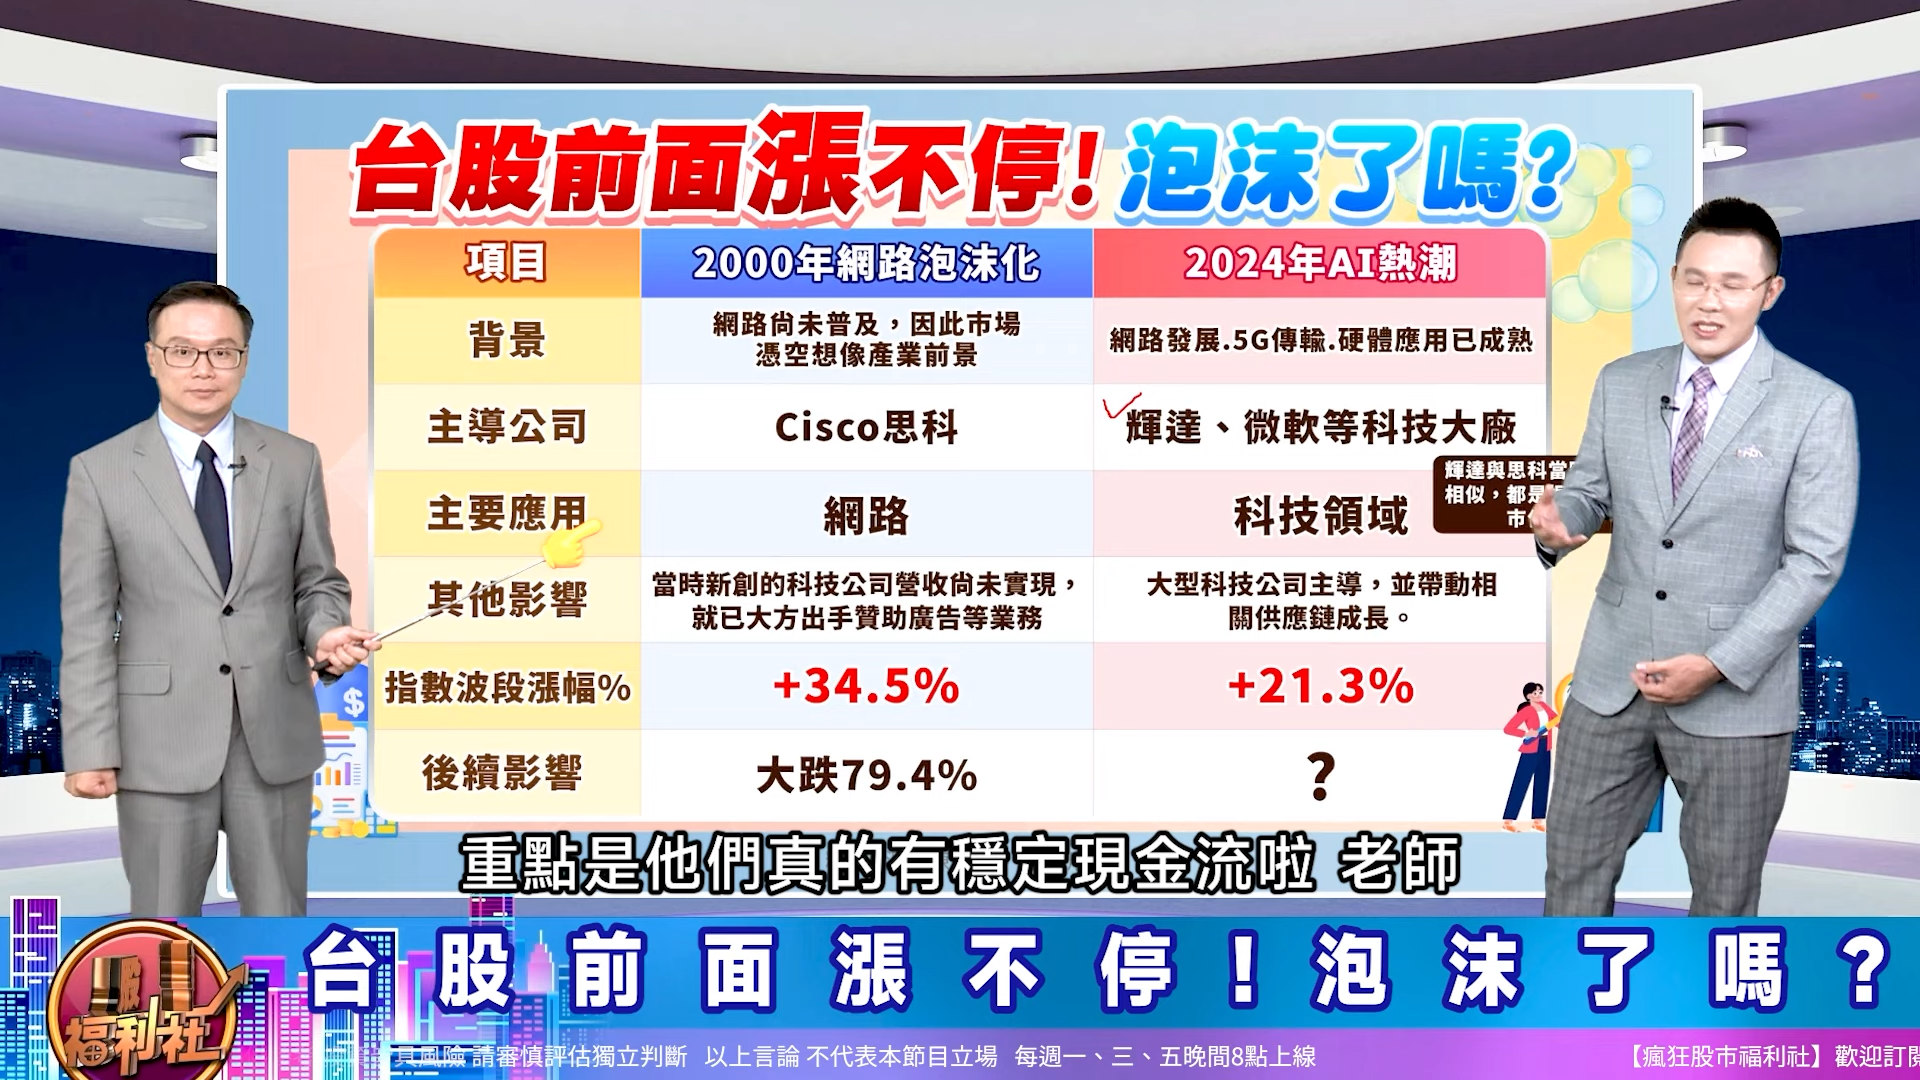 台股前面漲不停!泡沫了嗎?
項目
2000年網路泡沫化
2024年AI熱潮
背景
網路尚未普及，因此市場
憑空想像產業前景
網路發展.5G傳輸.硬體應用已成熟
主導公司
Cisco思科
輝達、微軟等科技大廠
輝達與思科當
相似，都是
市
主要應用
網路
科技領域
其他影響
當時新創的科技公司營收尚未實現，
就已大方出手贊助廣告等業務
大型科技公司主導，並帶動相
關供應鏈成長。
指數波段漲幅%
+34.5%
+21.3%
後續影響
大跌79.4%
?
$
重點是他們真的有穩定現金流啦 老師
台股前面漲不停!泡沫了嗎?
股
福利社
具風險 請審慎評估獨立判斷 以上言論 不代表本節目立場 每週一、三、五晚間8點上線
【瘋狂股市福利社】歡迎訂閱